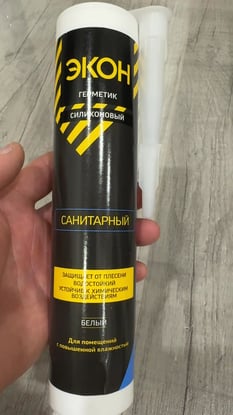 ЭКОН
ГЕРМЕТИК
СИЛИКОНОВЫЙ
САНИТАРНЫЙ
ЗАЩИЩАЕТ ОТ ПЛЕСЕНИ
ВОДОСТОЙКИЙ
УСТОЙЧИВ К ХИМИЧЕСКИМ
ВОЗДЕЙСТВИЯМ
БЕЛЫЙ
Для помещений
с повышенной влажностью